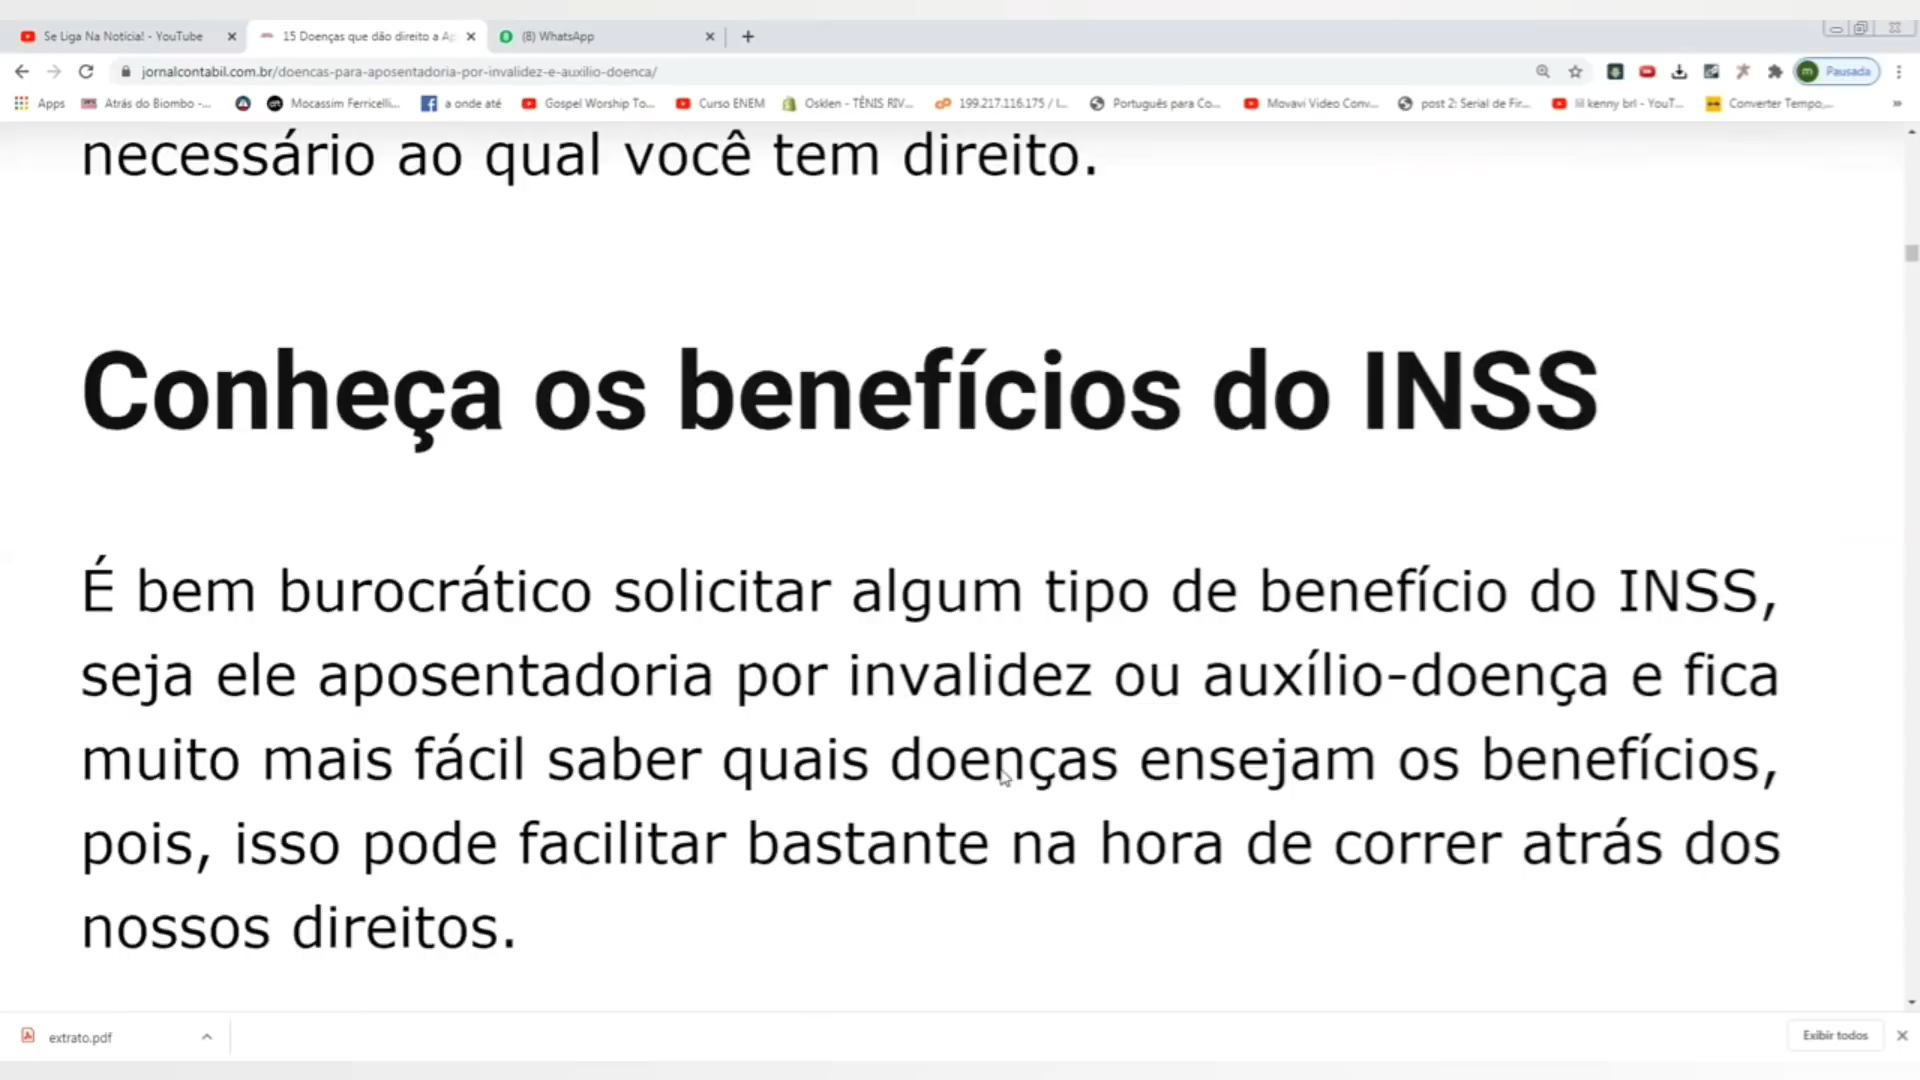 Se Liga Na Notícia! - YouTube
15 Doenças que dão direito a Ap
(8) WhatsApp
jornalcontabil.com.br/doencas-para-aposentadoria-por-invalidez-e-auxilio-doenca/
m Pausada
Apps
Atrás do Biombo -...
Mocassim Ferricelli...
a onde até
Gospel Worship To...
Curso ENEM
Osklen - TÊNIS RIV...
199.217.116.175 / l...
Português para Co...
Movavi Video Conv...
post 2: Serial de Fir...
lil kenny brl - YouT...
Converter Tempo,...
necessário ao qual você tem direito.
Conheça os benefícios do INSS
É bem burocrático solicitar algum tipo de benefício do INSS,
seja ele aposentadoria por invalidez ou auxílio-doença e fica
muito mais fácil saber quais doenças ensejam os benefícios,
pois, isso pode facilitar bastante na hora de correr atrás dos
nossos direitos.
extrato.pdf
Exibir todos